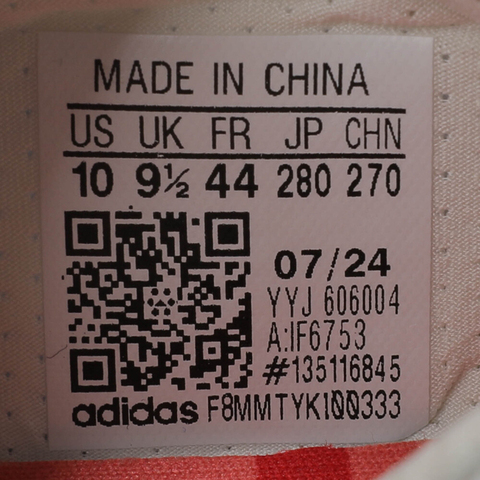 MADE IN CHINA
US UK FR JP CHN
10 9½ 44 280 270
07/24
YYJ 606004
A:IF6753
#135116845
adidas F8MMTYK100333